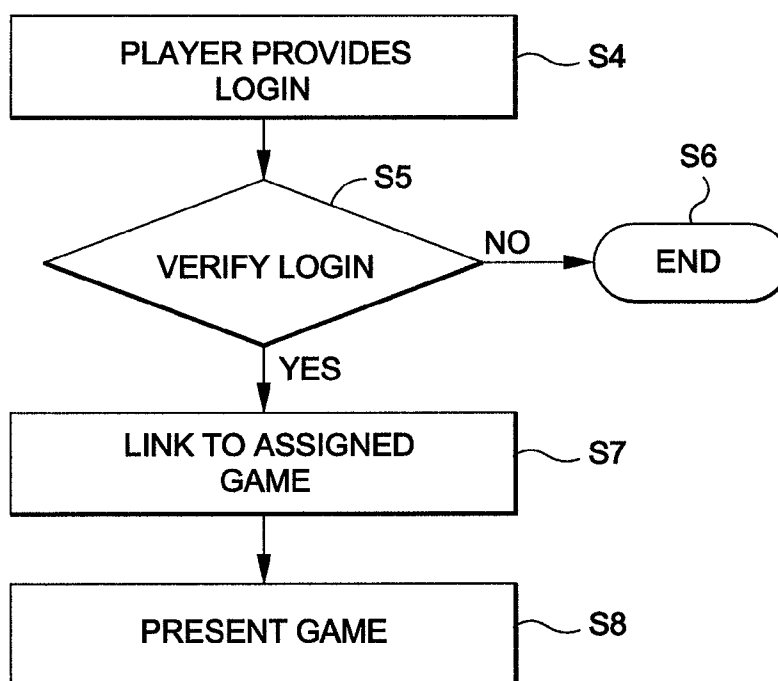 PLAYER PROVIDES
LOGIN
S4
S5
VERIFY LOGIN
NO
S6
END
YES
LINK TO ASSIGNED
GAME
S7
PRESENT GAME
S8